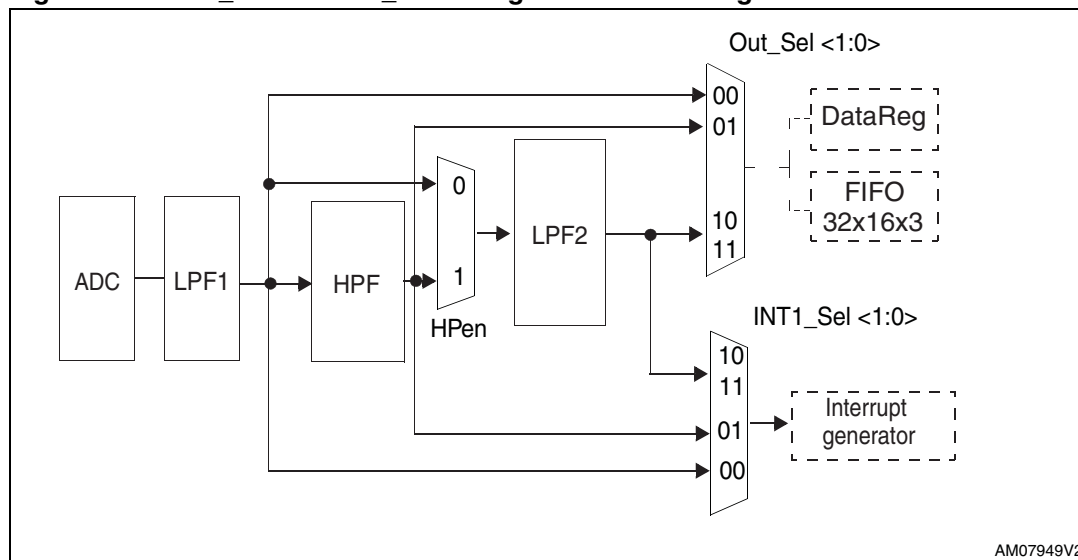 Out_Sel <1:0>
00
01
DataReg
0
FIFO
32x16x3
10
11
ADC
LPF1
HPF
1
LPF2
HPen
INT1_Sel <1:0>
10
11
01
00
Interrupt
generator
AM07949V2